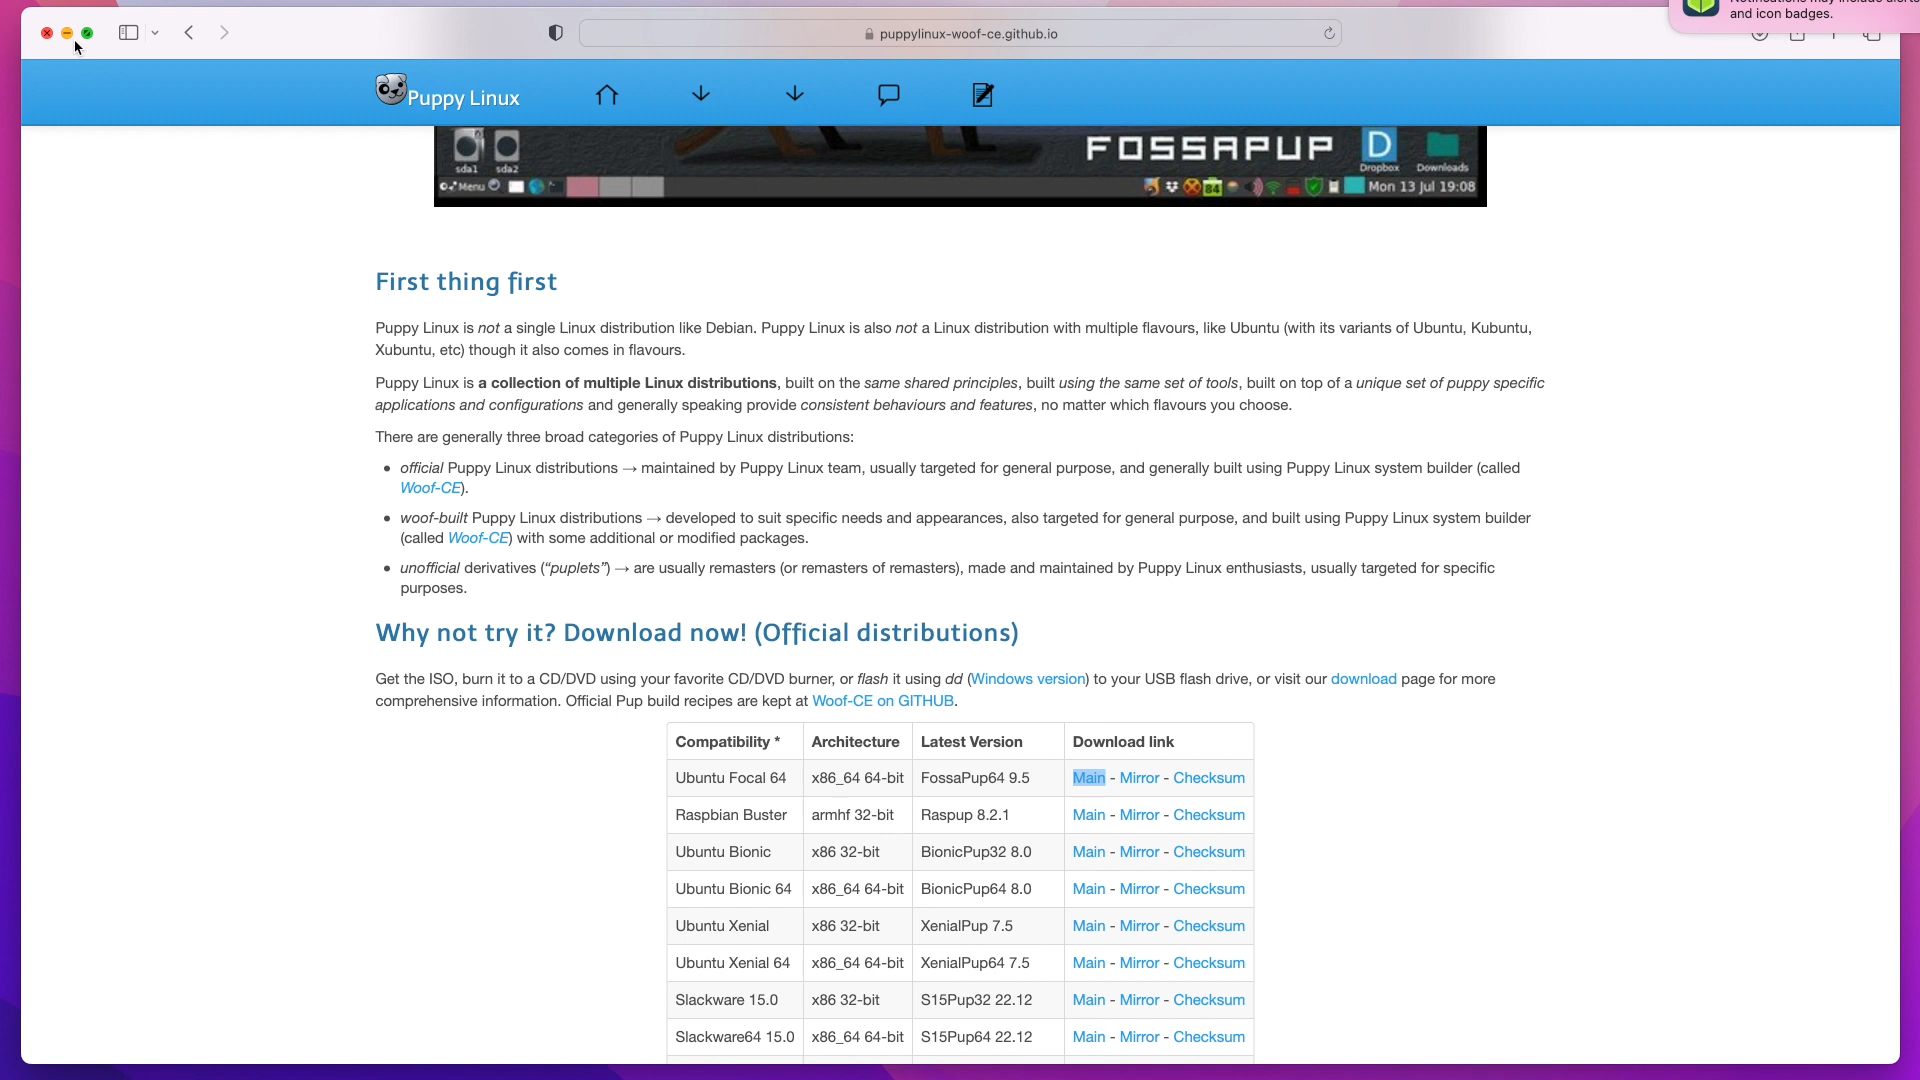 and icon badges.
puppylinux-woof-ce.github.io
Puppy Linux
FOSSAPUP
sda1
sda2
Dropbox
Downloads
Menu
84
Mon 13 Jul 19:08
First thing first
Puppy Linux is not a single Linux distribution like Debian. Puppy Linux is also not a Linux distribution with multiple flavours, like Ubuntu (with its variants of Ubuntu, Kubuntu,
Xubuntu, etc) though it also comes in flavours.
Puppy Linux is a collection of multiple Linux distributions, built on the same shared principles, built using the same set of tools, built on top of a unique set of puppy specific
applications and configurations and generally speaking provide consistent behaviours and features, no matter which flavours you choose.
There are generally three broad categories of Puppy Linux distributions:
• official Puppy Linux distributions → maintained by Puppy Linux team, usually targeted for general purpose, and generally built using Puppy Linux system builder (called
Woof-CE).
• woof-built Puppy Linux distributions → developed to suit specific needs and appearances, also targeted for general purpose, and built using Puppy Linux system builder
(called Woof-CE) with some additional or modified packages.
• unofficial derivatives (“puplets”) → are usually remasters (or remasters of remasters), made and maintained by Puppy Linux enthusiasts, usually targeted for specific
purposes.
Why not try it? Download now! (Official distributions)
Get the ISO, burn it to a CD/DVD using your favorite CD/DVD burner, or flash it using dd (Windows version) to your USB flash drive, or visit our download page for more
comprehensive information. Official Pup build recipes are kept at Woof-CE on GITHUB.
Compatibility * Architecture Latest Version Download link
Ubuntu Focal 64 x86_64 64-bit FossaPup64 9.5 Main - Mirror - Checksum
Raspbian Buster armhf 32-bit Raspup 8.2.1 Main - Mirror - Checksum
Ubuntu Bionic x86 32-bit BionicPup32 8.0 Main - Mirror - Checksum
Ubuntu Bionic 64 x86_64 64-bit BionicPup64 8.0 Main - Mirror - Checksum
Ubuntu Xenial x86 32-bit XenialPup 7.5 Main - Mirror - Checksum
Ubuntu Xenial 64 x86_64 64-bit XenialPup64 7.5 Main - Mirror - Checksum
Slackware 15.0 x86 32-bit S15Pup32 22.12 Main - Mirror - Checksum
Slackware64 15.0 x86_64 64-bit S15Pup64 22.12 Main - Mirror - Checksum